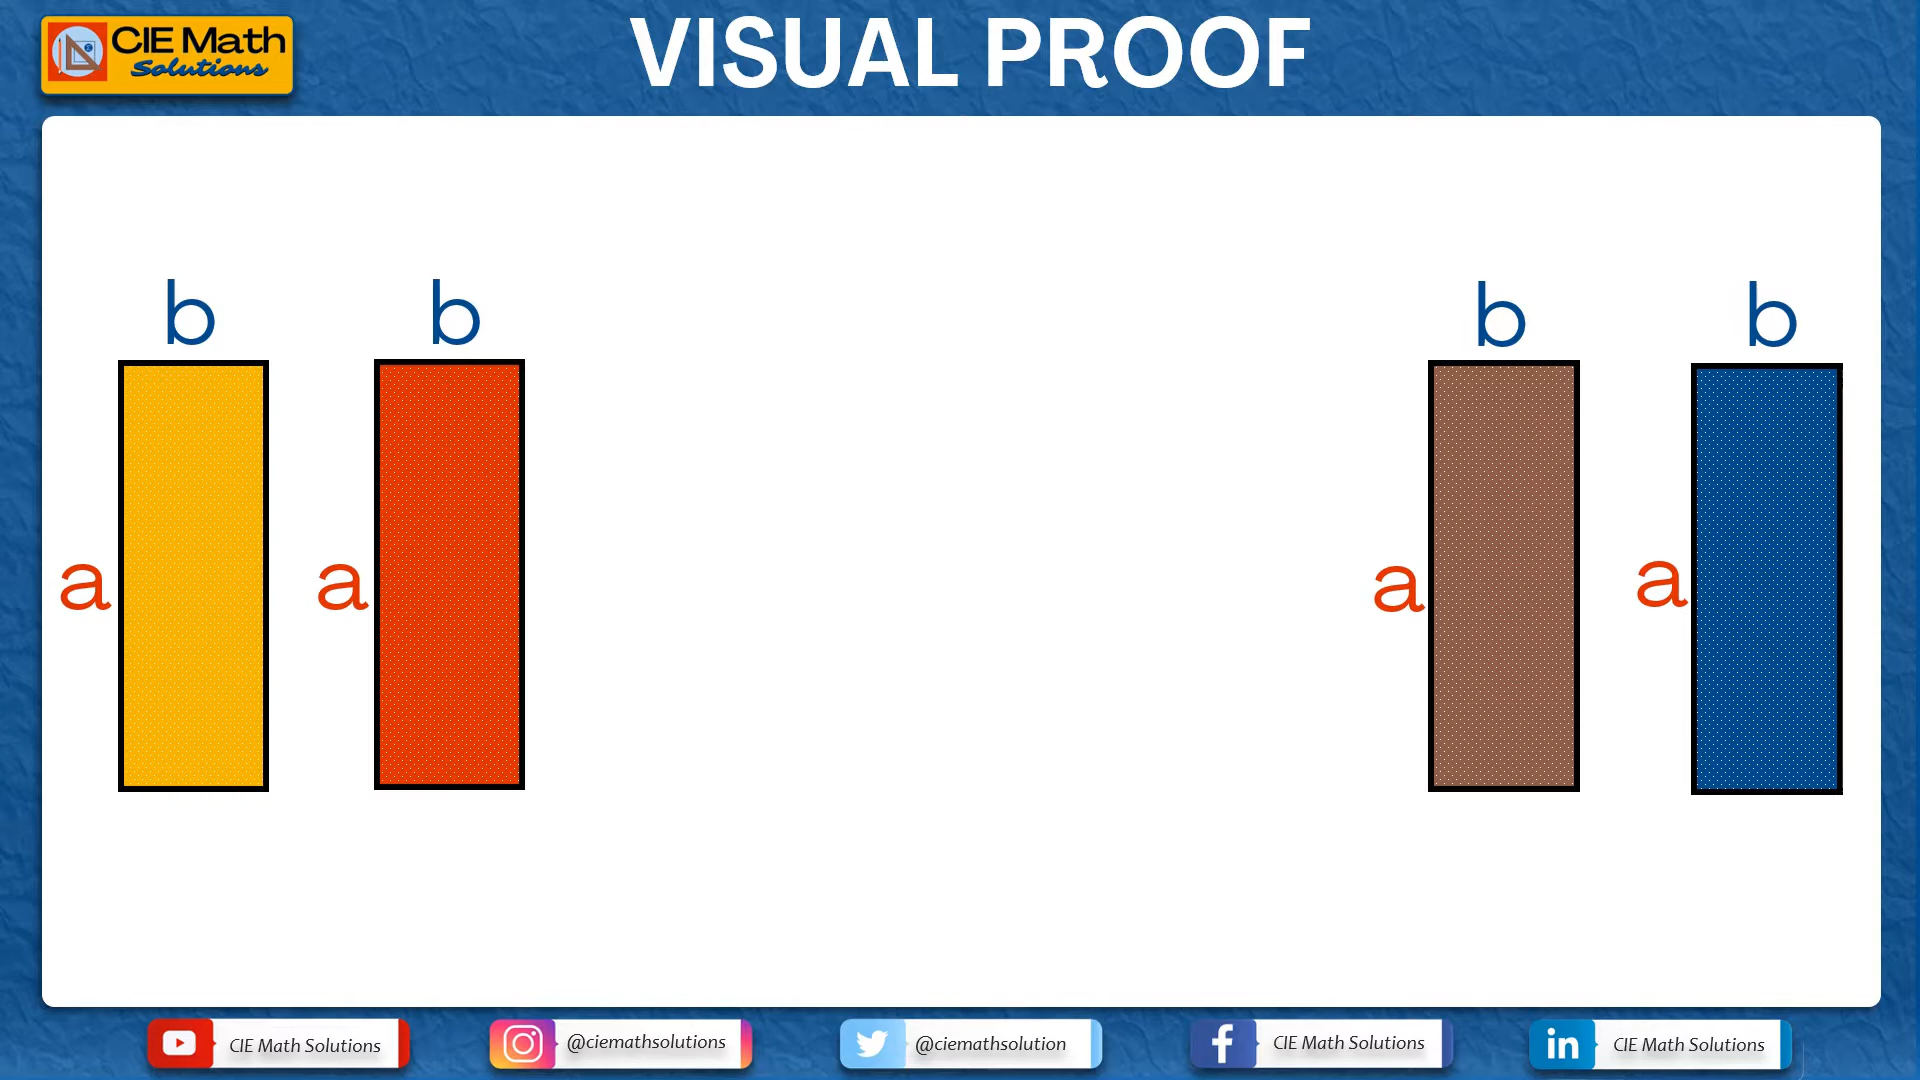 CIE Math
Solutions
VISUAL PROOF
b b b b
a a a a
CIE Math Solutions
@ciemathsolutions
@ciemathsolution
CIE Math Solutions
CIE Math Solutions